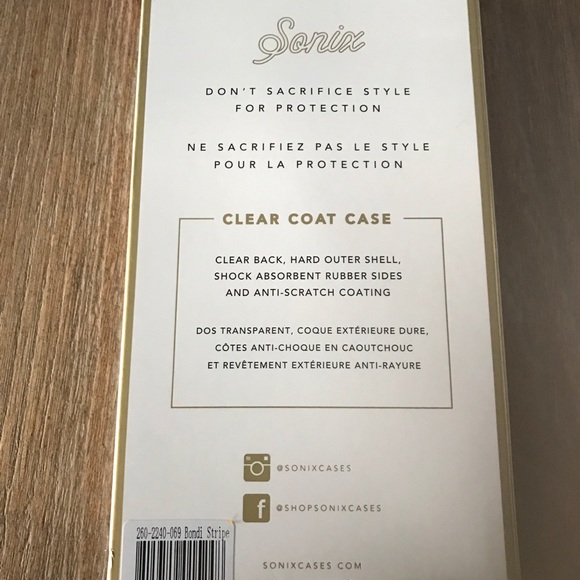 Sonix
DON'T SACRIFICE STYLE
FOR PROTECTION
NE SACRIFIEZ PAS LE STYLE
POUR LA PROTECTION
CLEAR COAT CASE
CLEAR BACK, HARD OUTER SHELL,
SHOCK ABSORBENT RUBBER SIDES
AND ANTI-SCRATCH COATING
DOS TRANSPARENT, COQUE EXTÉRIEURE DURE,
CÔTES ANTI-CHOQUE EN CAOUTCHOUC
ET REVÊTEMENT EXTÉRIEURE ANTI-RAYURE
@SONIXCASES
f @SHOPSONIXCASES
260-2240-069 Bondi Stripe
SONIXCASES COM